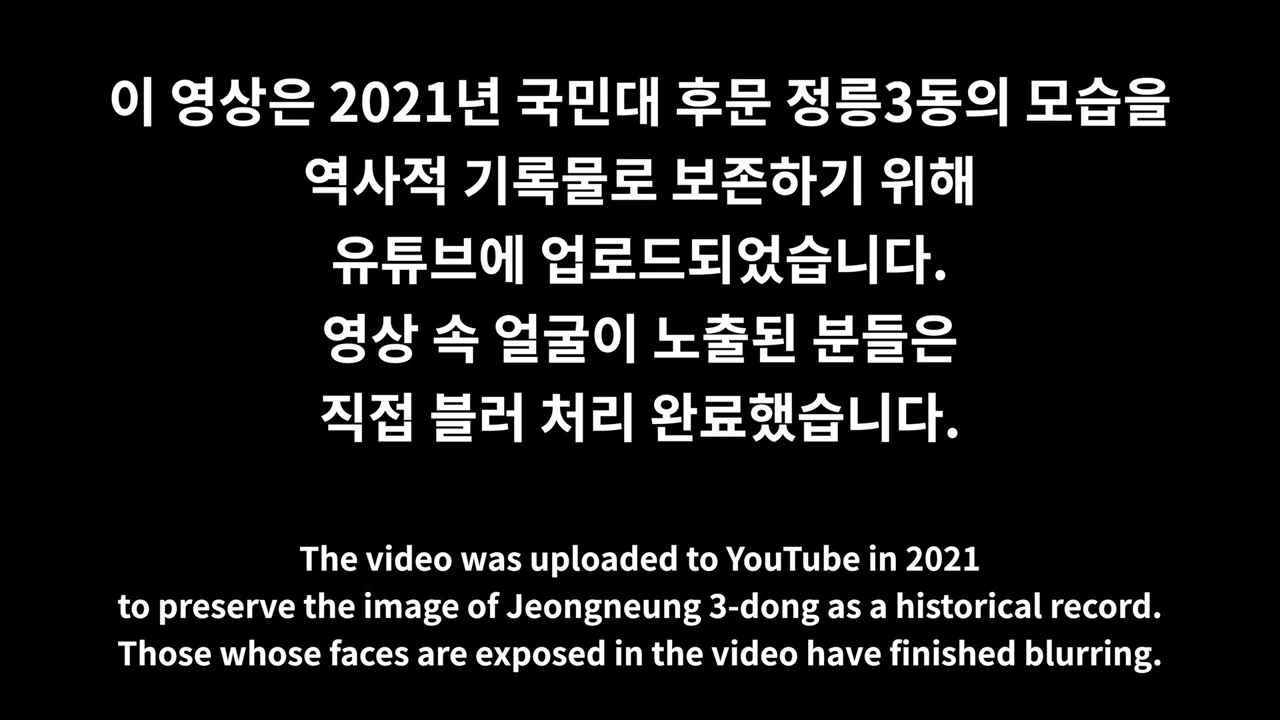 이 영상은 2021년 국민대 후문 정릉3동의 모습을
역사적 기록물로 보존하기 위해
유튜브에 업로드되었습니다.
영상 속 얼굴이 노출된 분들은
직접 블러 처리 완료했습니다.
The video was uploaded to YouTube in 2021
to preserve the image of Jeongneung 3-dong as a historical record.
Those whose faces are exposed in the video have finished blurring.